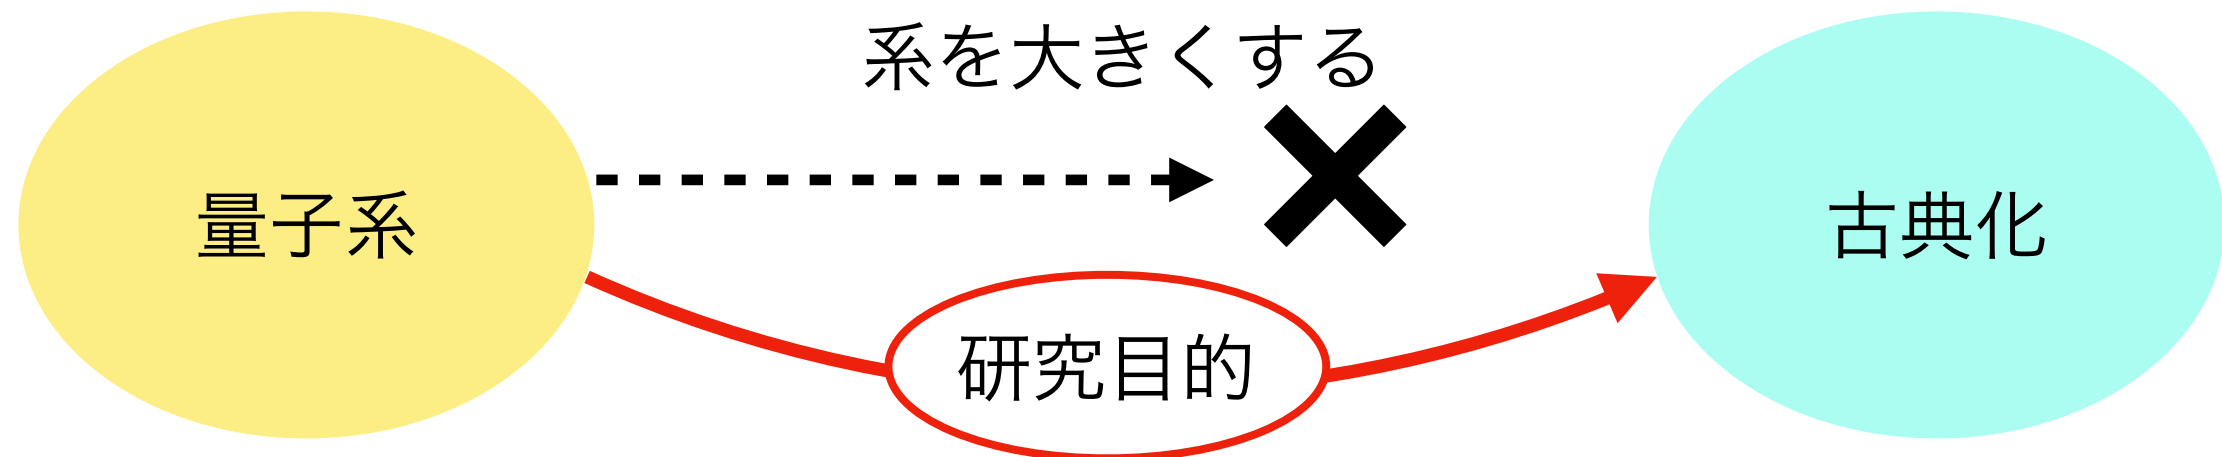 系を大きくする
量子系
古典化
研究目的